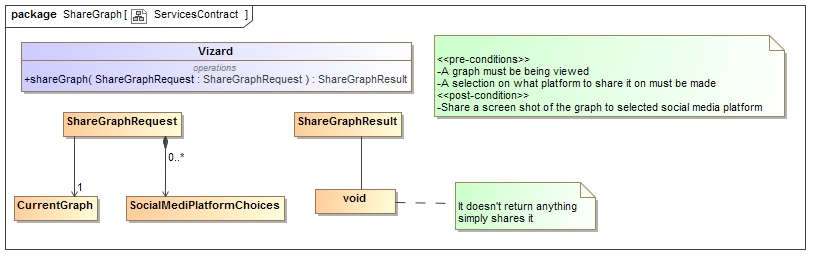 package ShareGraph [ ServicesContract ]
Vizard
operations
+shareGraph( ShareGraphRequest : ShareGraphRequest ) : ShareGraphResult
<<pre-conditions>>
-A graph must be being viewed
-A selection on what platform to share it on must be made
<<post-condition>>
-Share a screen shot of the graph to selected social media platform
ShareGraphRequest
ShareGraphResult
0..*
1
CurrentGraph
SocialMediPlatformChoices
void
It doesn't return anything
simply shares it